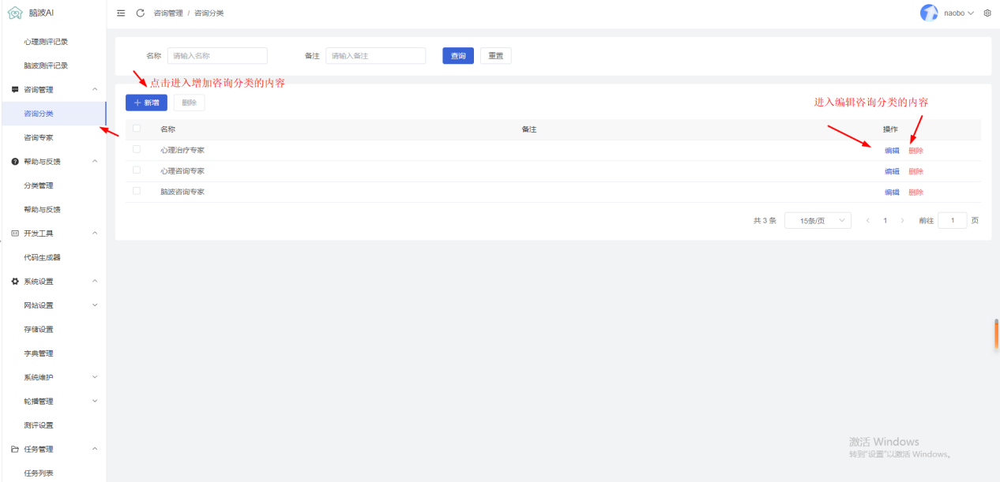 脑波AI
咨询管理 / 咨询分类
naobo
心理测评记录
脑波测评记录
咨询管理
咨询分类
咨询专家
帮助与反馈
分类管理
帮助与反馈
开发工具
代码生成器
系统设置
网站设置
存储设置
字典管理
系统维护
轮播管理
测评设置
任务管理
任务列表
名称 请输入名称 备注 请输入备注 查询 重置
点击进入增加咨询分类的内容
+ 新增 删除
进入编辑咨询分类的内容
名称 备注 操作
心理治疗专家 编辑 删除
心理咨询专家 编辑 删除
脑波咨询专家 编辑 删除
共 3 条 15条/页 < 1 > 前往 1 页
激活 Windows
转到"设置"以激活 Windows。